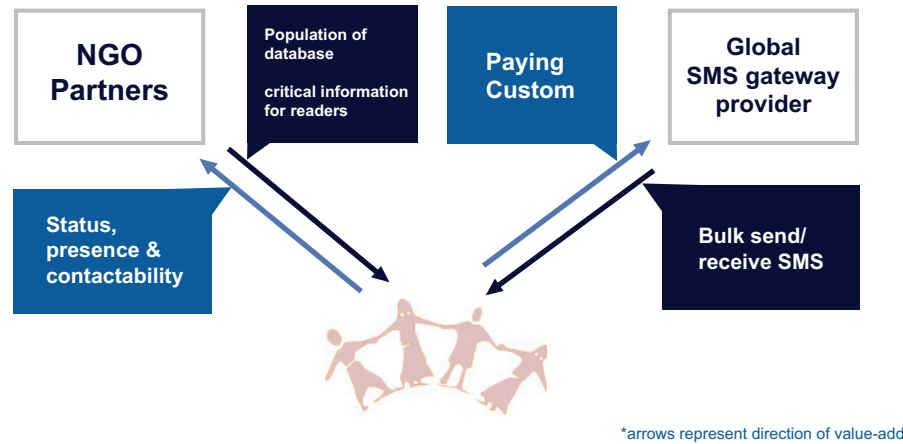 NGO
Partners
Population of
database
critical information
for readers
Paying
Custom
Global
SMS gateway
provider
Status,
presence &
contactability
Bulk send/
receive SMS
*arrows represent direction of value-add